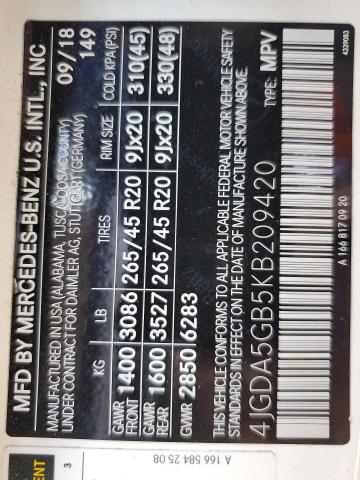 MFD BY MERCEDES-BENZ U.S. INTL., INC
MANUFACTURED IN USA (ALABAMA, TUSCALOOSA COUNTY) 09/18
UNDER CONTRACT FOR DAIMLER AG, STUTTGART (GERMANY) 149
KG LB TIRES RIM SIZE COLD KPA(PSI)
GAWR FRONT 1400 3086 265/45 R20 9Jx20 310(45)
GAWR REAR 1600 3527 265/45 R20 9Jx20 330(48)
GVWR 2850 6283
THIS VEHICLE CONFORMS TO ALL APPLICABLE FEDERAL MOTOR VEHICLE SAFETY
STANDARDS IN EFFECT ON THE DATE OF MANUFACTURE SHOWN ABOVE.
4JGDA5GB5KB209420 TYPE: MPV
A 166 817 09 20 4339083
A 166 584 25 08
3